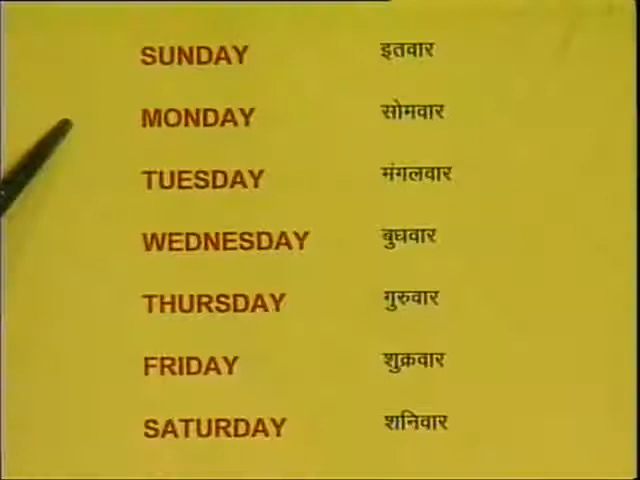 SUNDAY इतवार
MONDAY सोमवार
TUESDAY मंगलवार
WEDNESDAY बुघवार
THURSDAY गुरुवार
FRIDAY शुक्रवार
SATURDAY शनिवार